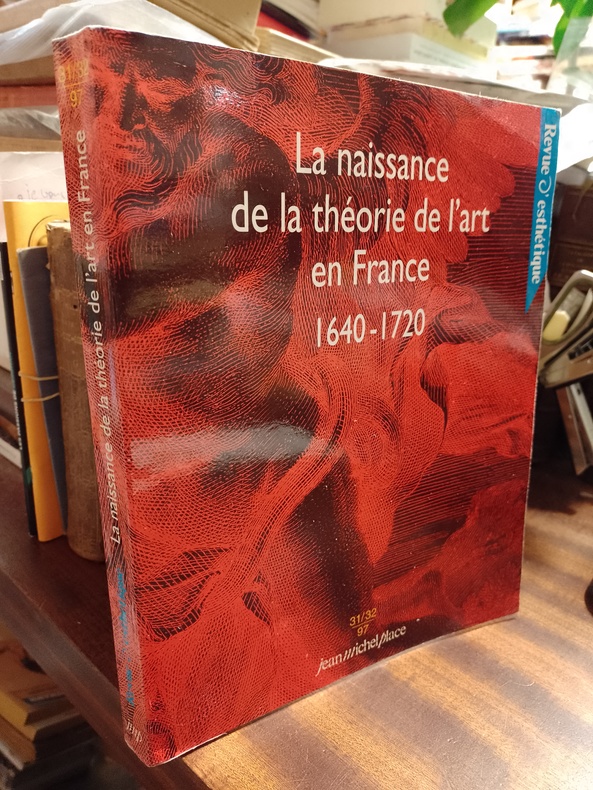 La naissance
de la théorie de l'art
en France
1640-1720
Revue d'esthétique
31/32
97
jean michel place
31/32
97
La naissance de la théorie de l'art en France